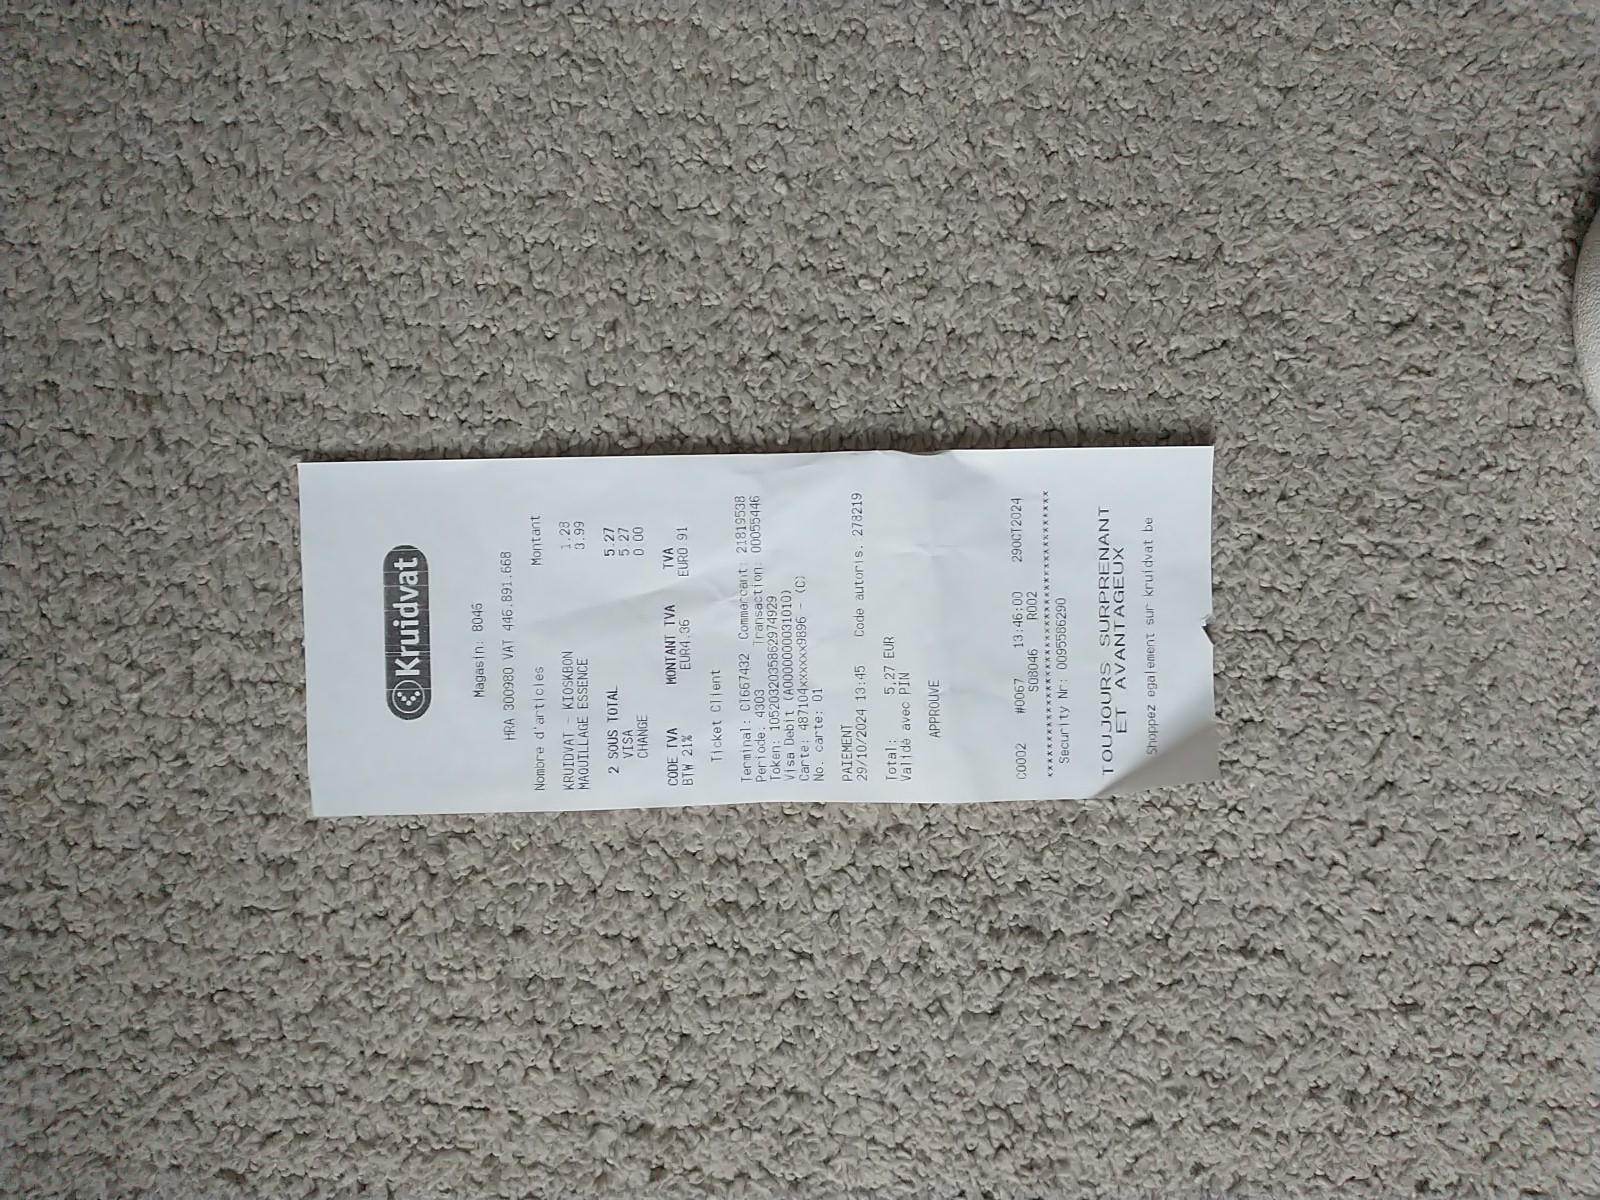 Kruidvat
Magasin: 8046
HRA 300980 VAT 446.891.668
Nombre d'articles Montant
KRUIDVAT - KIOSKBON 1.28
MAQUILLAGE ESSENCE 3.99
2 SOUS TOTAL 5.27
VISA 5.27
CHANGE 0 00
CODE TVA MONTANT TVA TVA
BTW 21% EUR4.36 EUR0 91
Ticket Client
Terminal: CT667432 Commercant: 21819538
Periode: 4303 Transaction: 00055446
Token: 1052032035862974929
Visa Debit (A0000000031010)
Carte: 487104xxxxxx9896 - (C)
No. carte: 01
PAIEMENT
29/10/2024 13:45 Code autoris.: 278219
Total: 5.27 EUR
Validé avec PIN
APPROUVE
C0002 #0067 13:46:00 29OCT2024
S08046 R002
Security Nr: 0095586290
TOUJOURS SURPRENANT
ET AVANTAGEUX
Shoppez egalement sur kruidvat be